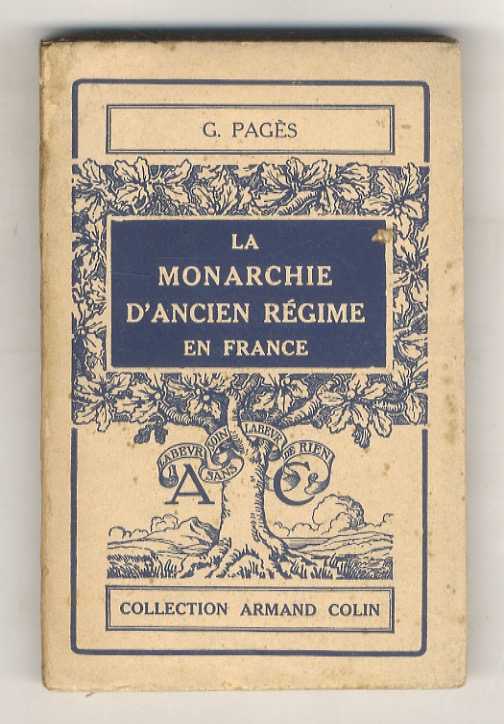 G. PAGÈS
LA
MONARCHIE
D'ANCIEN RÉGIME
EN FRANCE
LABEVR SANS SOIN LABEVR DE RIEN
A C
COLLECTION ARMAND COLIN